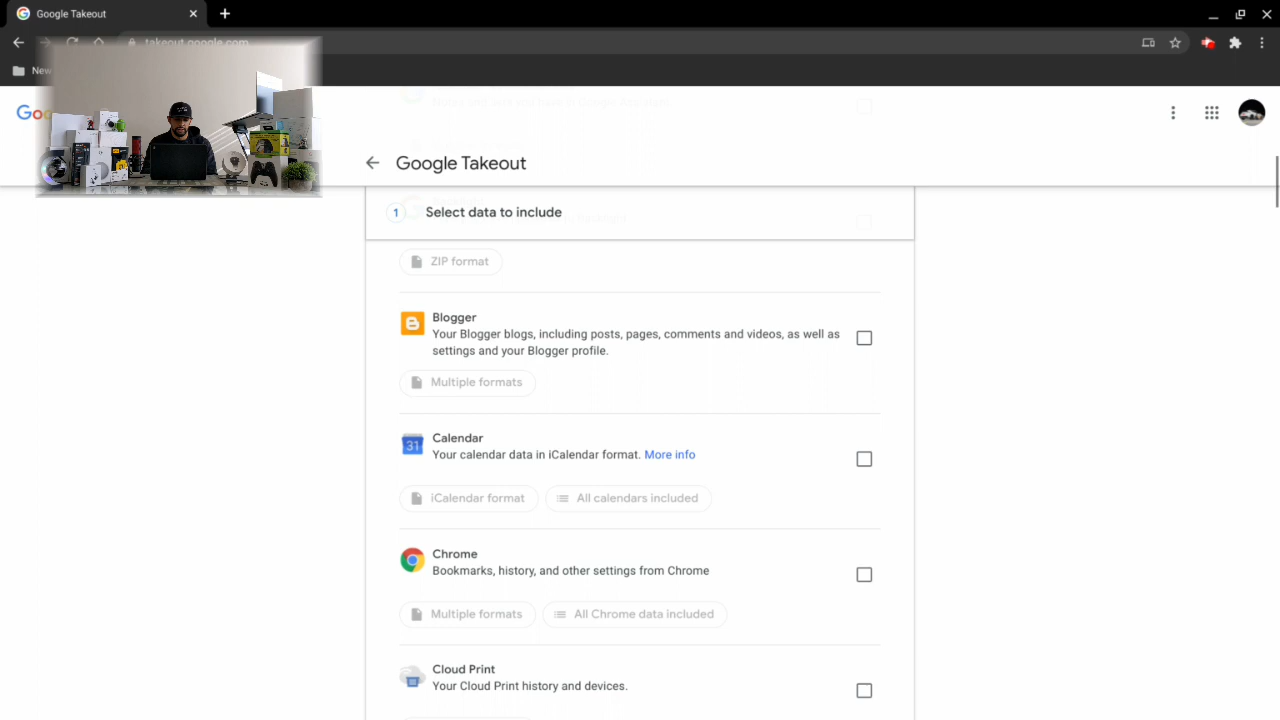 Google Takeout
takeout.google.com
New
Goo
Google Takeout
1 Select data to include
ZIP format
Blogger
Your Blogger blogs, including posts, pages, comments and videos, as well as
settings and your Blogger profile.
Multiple formats
31
Calendar
Your calendar data in iCalendar format. More info
iCalendar format
All calendars included
Chrome
Bookmarks, history, and other settings from Chrome
Multiple formats
All Chrome data included
Cloud Print
Your Cloud Print history and devices.